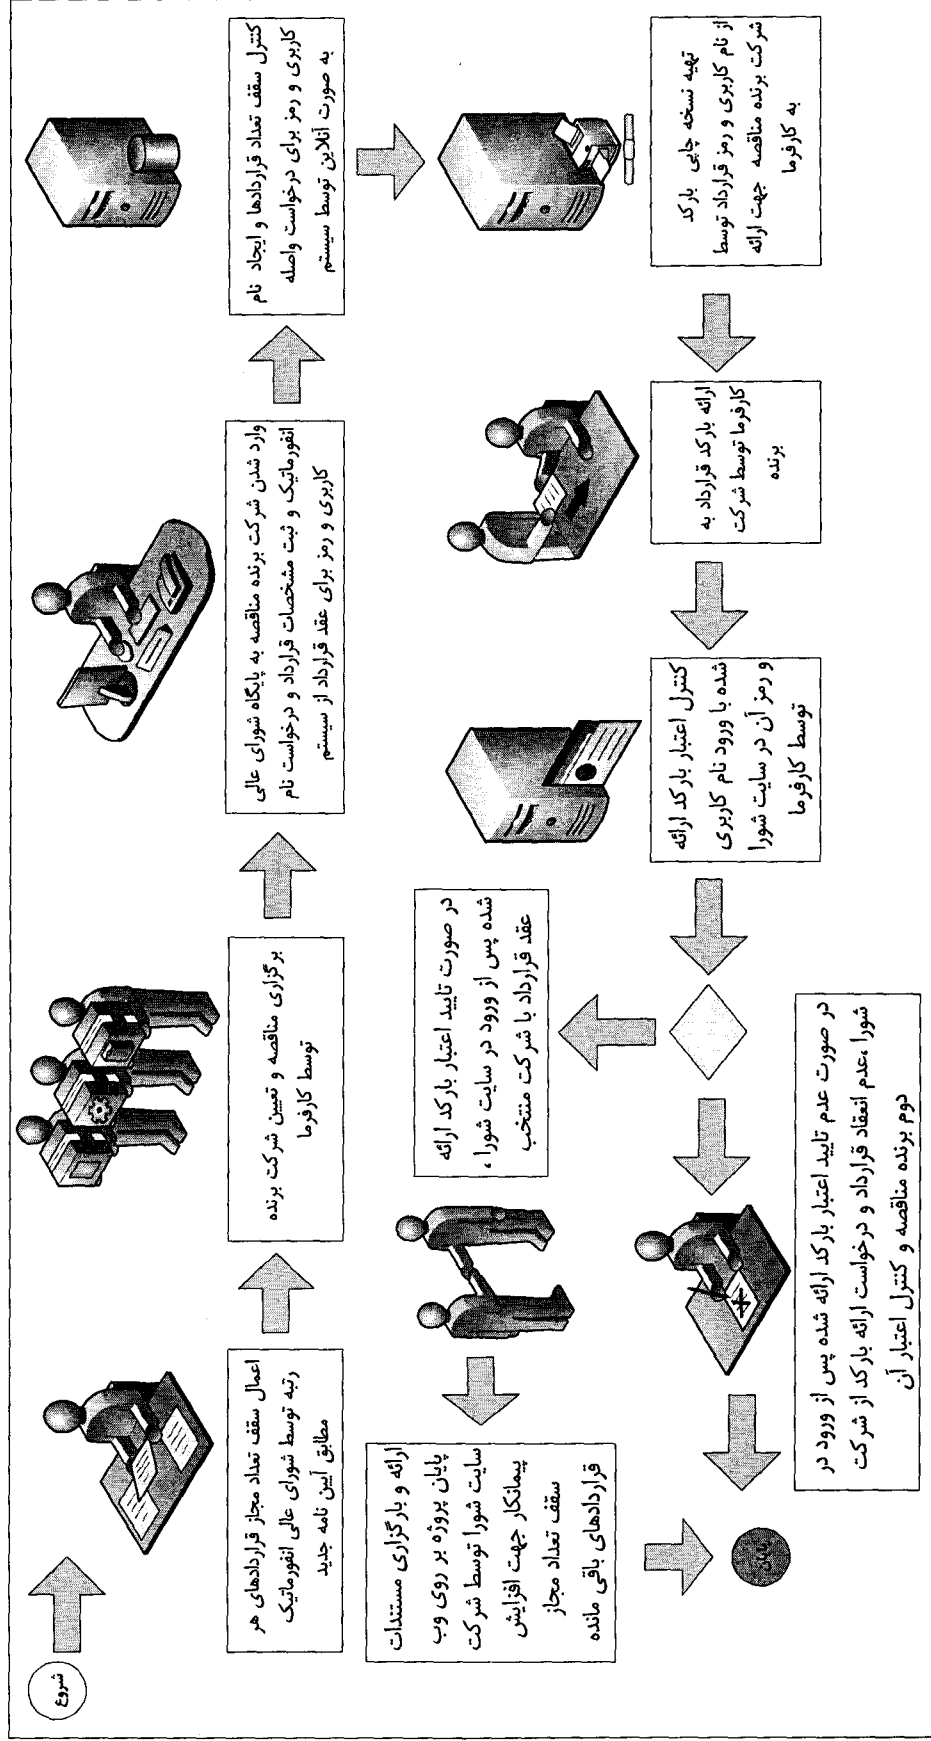 شروع
اعمال سقف تعداد مجاز قراردادهای هر
رتبه توسط شورای عالی انفورماتیک
مطابق آیین نامه جدید
برگزاری مناقصه و تعیین شرکت برنده
توسط کارفرما
وارد شدن شرکت برنده مناقصه به پایگاه شورای عالی
انفورماتیک و ثبت مشخصات قرارداد و درخواست نام
کاربری و رمز برای عقد قرارداد از سیستم
کنترل سقف تعداد قراردادها و ایجاد نام
کاربری و رمز برای درخواست واصله
به صورت آنلاین توسط سیستم
تهیه نسخه چاپی بارکد
از نام کاربری و رمز قرارداد توسط
شرکت برنده مناقصه جهت ارائه
به کارفرما
ارائه بارکد قرارداد به
کارفرما توسط شرکت
برنده
کنترل اعتبار بارکد ارائه
شده با ورود نام کاربری
و رمز آن در سایت شورا
توسط کارفرما
در صورت تایید اعتبار بارکد ارائه
شده پس از ورود در سایت شورا ،
عقد قرارداد با شرکت منتخب
در صورت عدم تایید اعتبار بارکد ارائه شده پس از ورود در
شورا ،عدم انعقاد قرارداد و درخواست ارائه بارکد از شرکت
دوم برنده مناقصه و کنترل اعتبار آن
ارائه و بارگزاری مستندات
پایان پروژه بر روی وب
سایت شورا توسط شرکت
پیمانکار جهت افزایش
سقف تعداد مجاز
قراردادهای باقی مانده
پایان